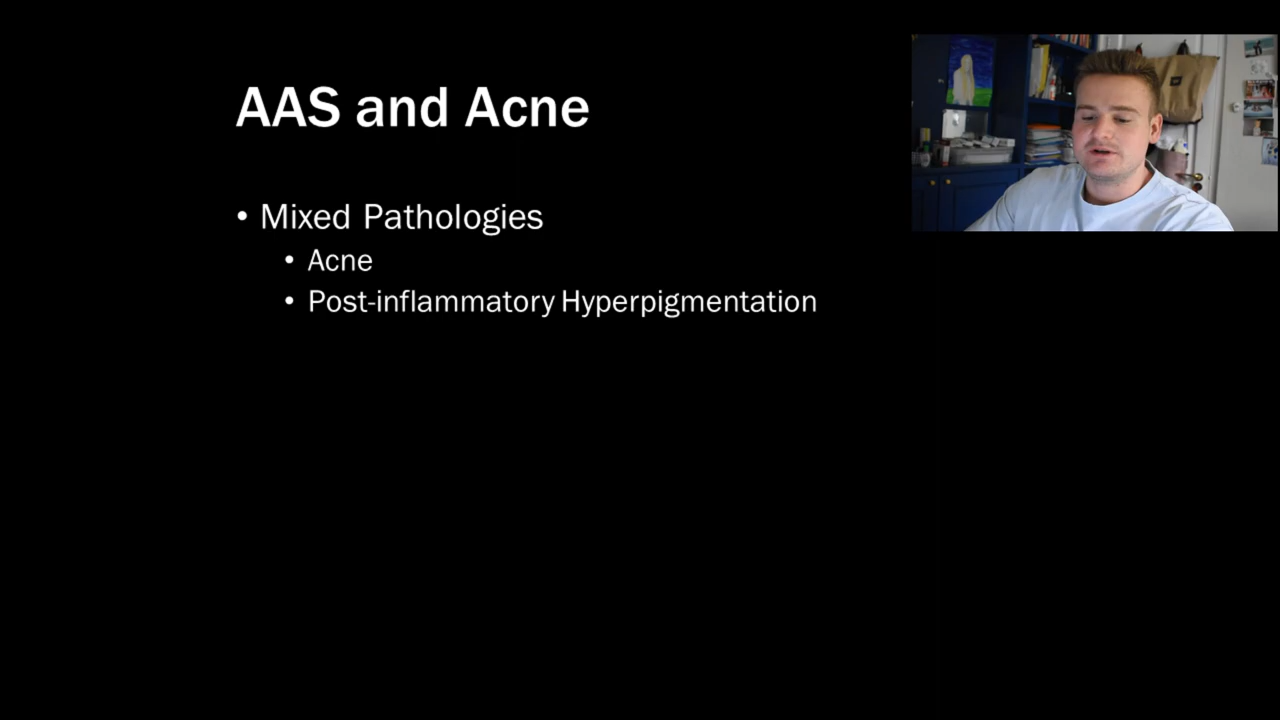 AAS and Acne
• Mixed Pathologies
• Acne
• Post-inflammatory Hyperpigmentation